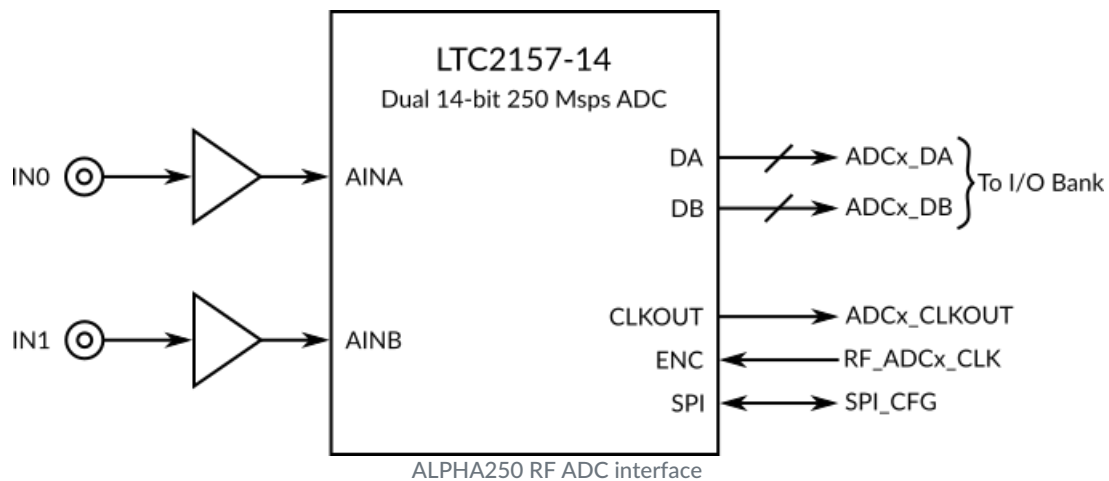 LTC2157-14
Dual 14-bit 250 Msps ADC
IN0
AINA
DA
ADCx_DA
To I/O Bank
DB
ADCx_DB
IN1
AINB
CLKOUT
ADCx_CLKOUT
ENC
RF_ADCx_CLK
SPI
SPI_CFG
ALPHA250 RF ADC interface